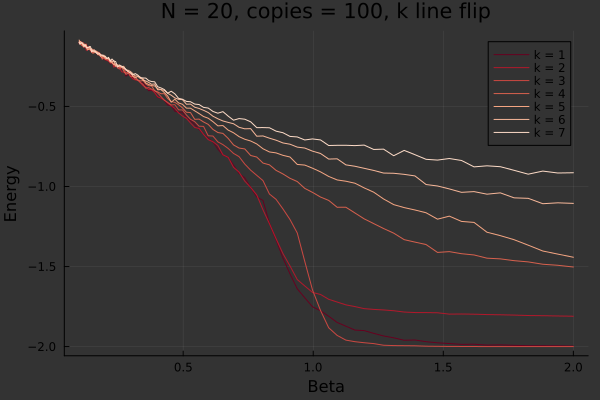 N = 20, copies = 100, k line flip
k = 1
k = 2
k = 3
k = 4
k = 5
k = 6
k = 7
Energy
−0.5
−1.0
−1.5
−2.0
0.5
1.0
1.5
2.0
Beta